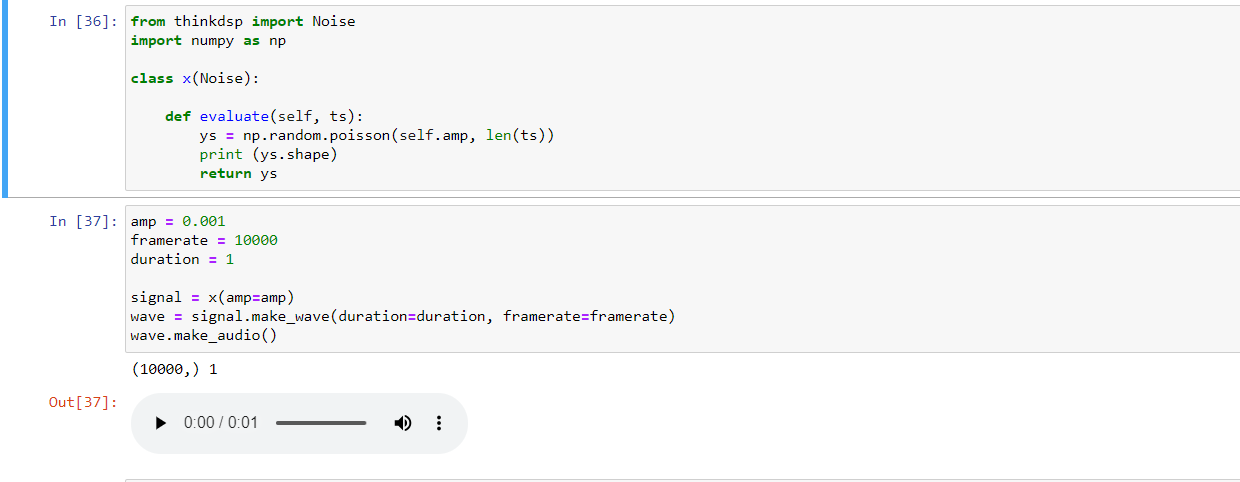 In [36]: from thinkdsp import Noise
import numpy as np
class x(Noise):
def evaluate(self, ts):
ys = np.random.poisson(self.amp, len(ts))
print (ys.shape)
return ys
In [37]: amp = 0.001
framerate = 10000
duration = 1
signal = x(amp=amp)
wave = signal.make_wave(duration=duration, framerate=framerate)
wave.make_audio()
(10000,) 1
Out[37]:
0:00 / 0:01